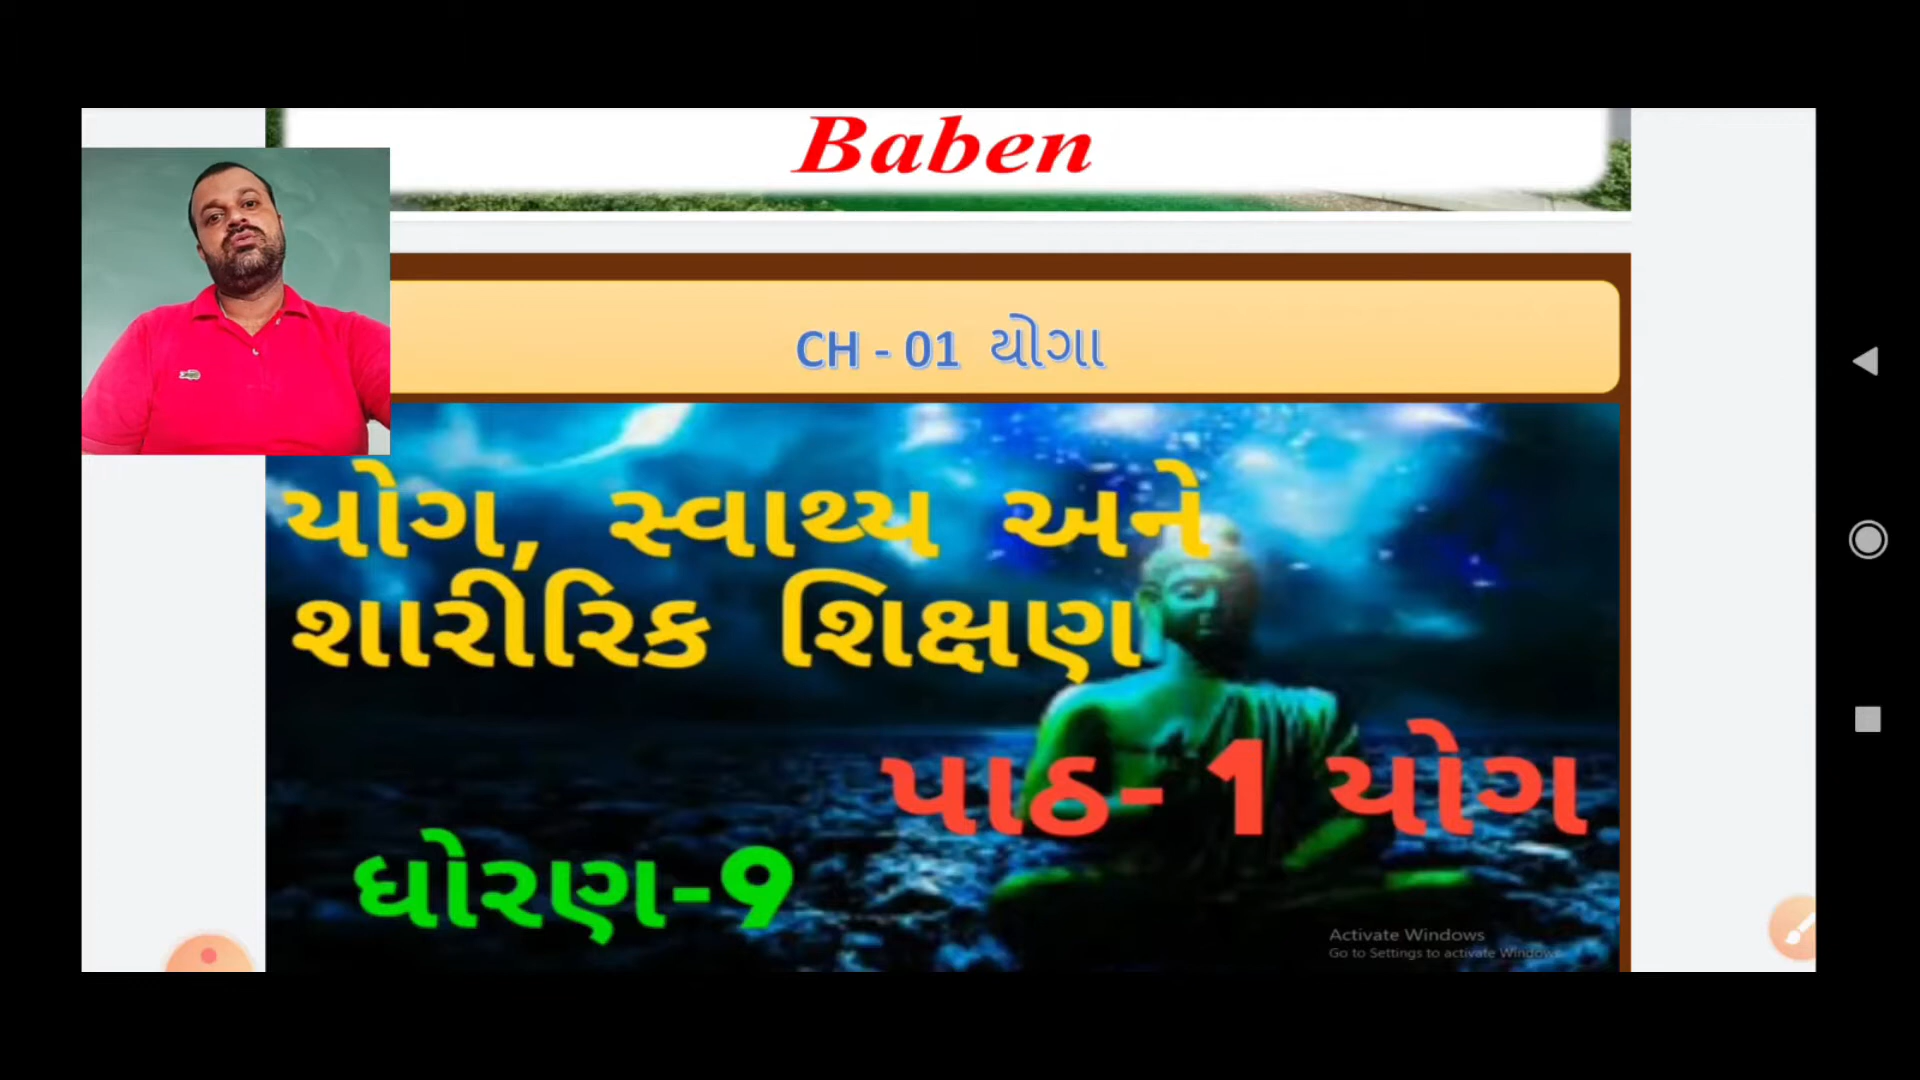 Baben
CH - 01 યોગા
યોગ, સ્વાથ્ય અને
શારીરિક શિક્ષણ
પાઠ- 1 યોગ
ધોરણ-9
Activate Windows
Go to Settings to activate Windows.